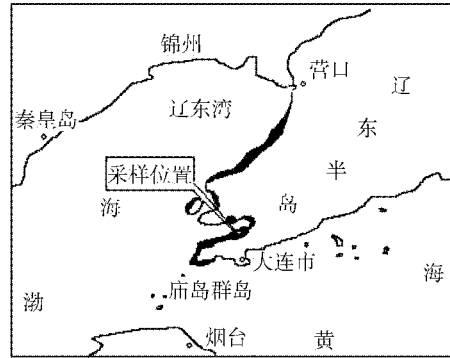 锦州
营口
辽
辽东湾
秦皇岛
东
半
采样位置
海
岛
大连市
海
庙岛群岛
渤
烟台
黄